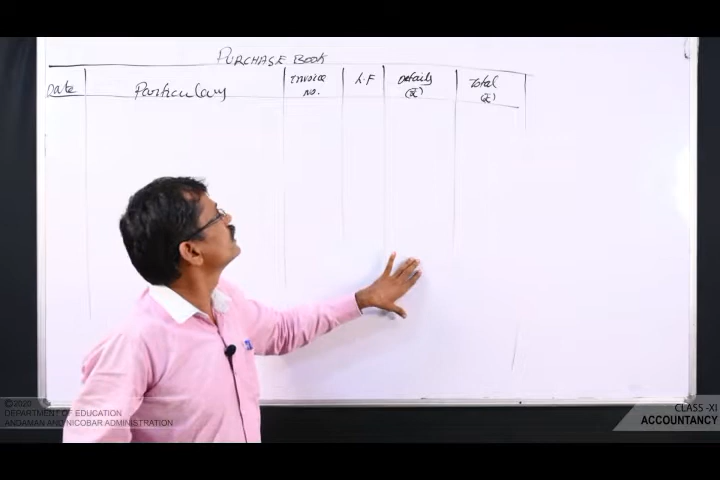 PURCHASE BOOK
Date Particulars Invoice No. L.F Details (₹) Total (₹)
©2020
DEPARTMENT OF EDUCATION
ANDAMAN AND NICOBAR ADMINISTRATION
CLASS -XI
ACCOUNTANCY